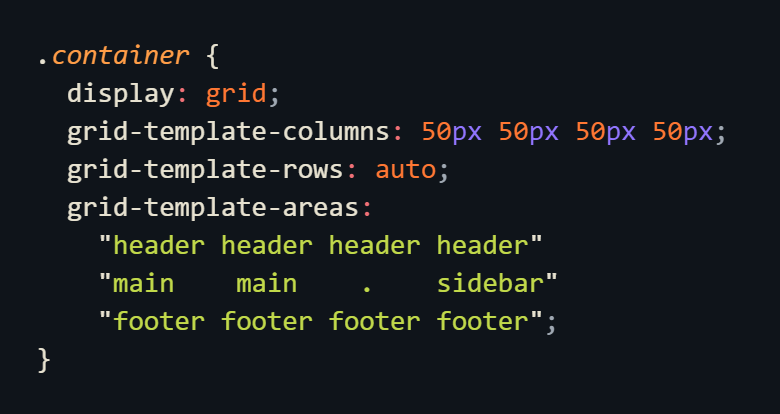 .container {
  display: grid;
  grid-template-columns: 50px 50px 50px 50px;
  grid-template-rows: auto;
  grid-template-areas:
    "header header header header"
    "main    main    .    sidebar"
    "footer footer footer footer";
}